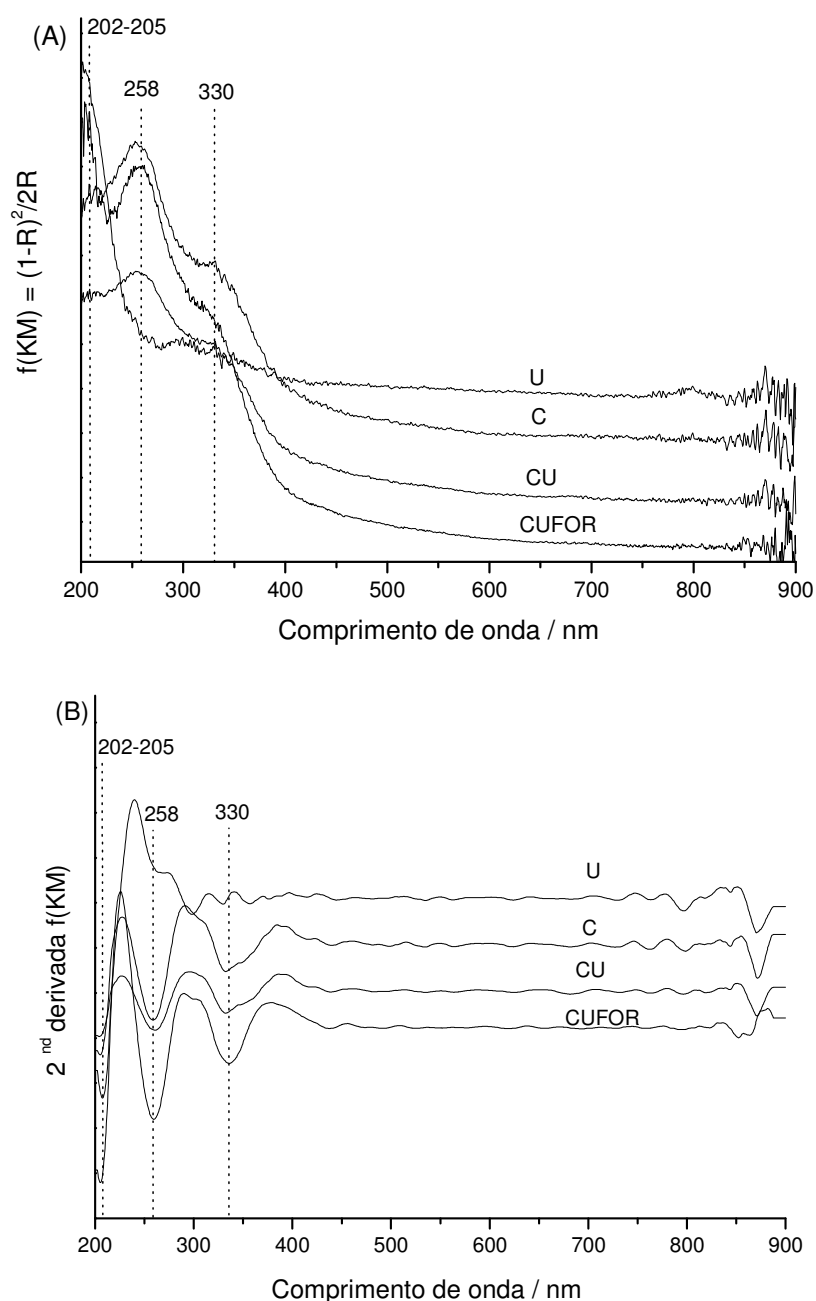 (A)
202-205
258
330
f(KM) = (1-R)²/2R
U
C
CU
CUFOR
200 300 400 500 600 700 800 900
Comprimento de onda / nm
(B)
202-205
258
330
2 nd derivada f(KM)
U
C
CU
CUFOR
200 300 400 500 600 700 800 900
Comprimento de onda / nm